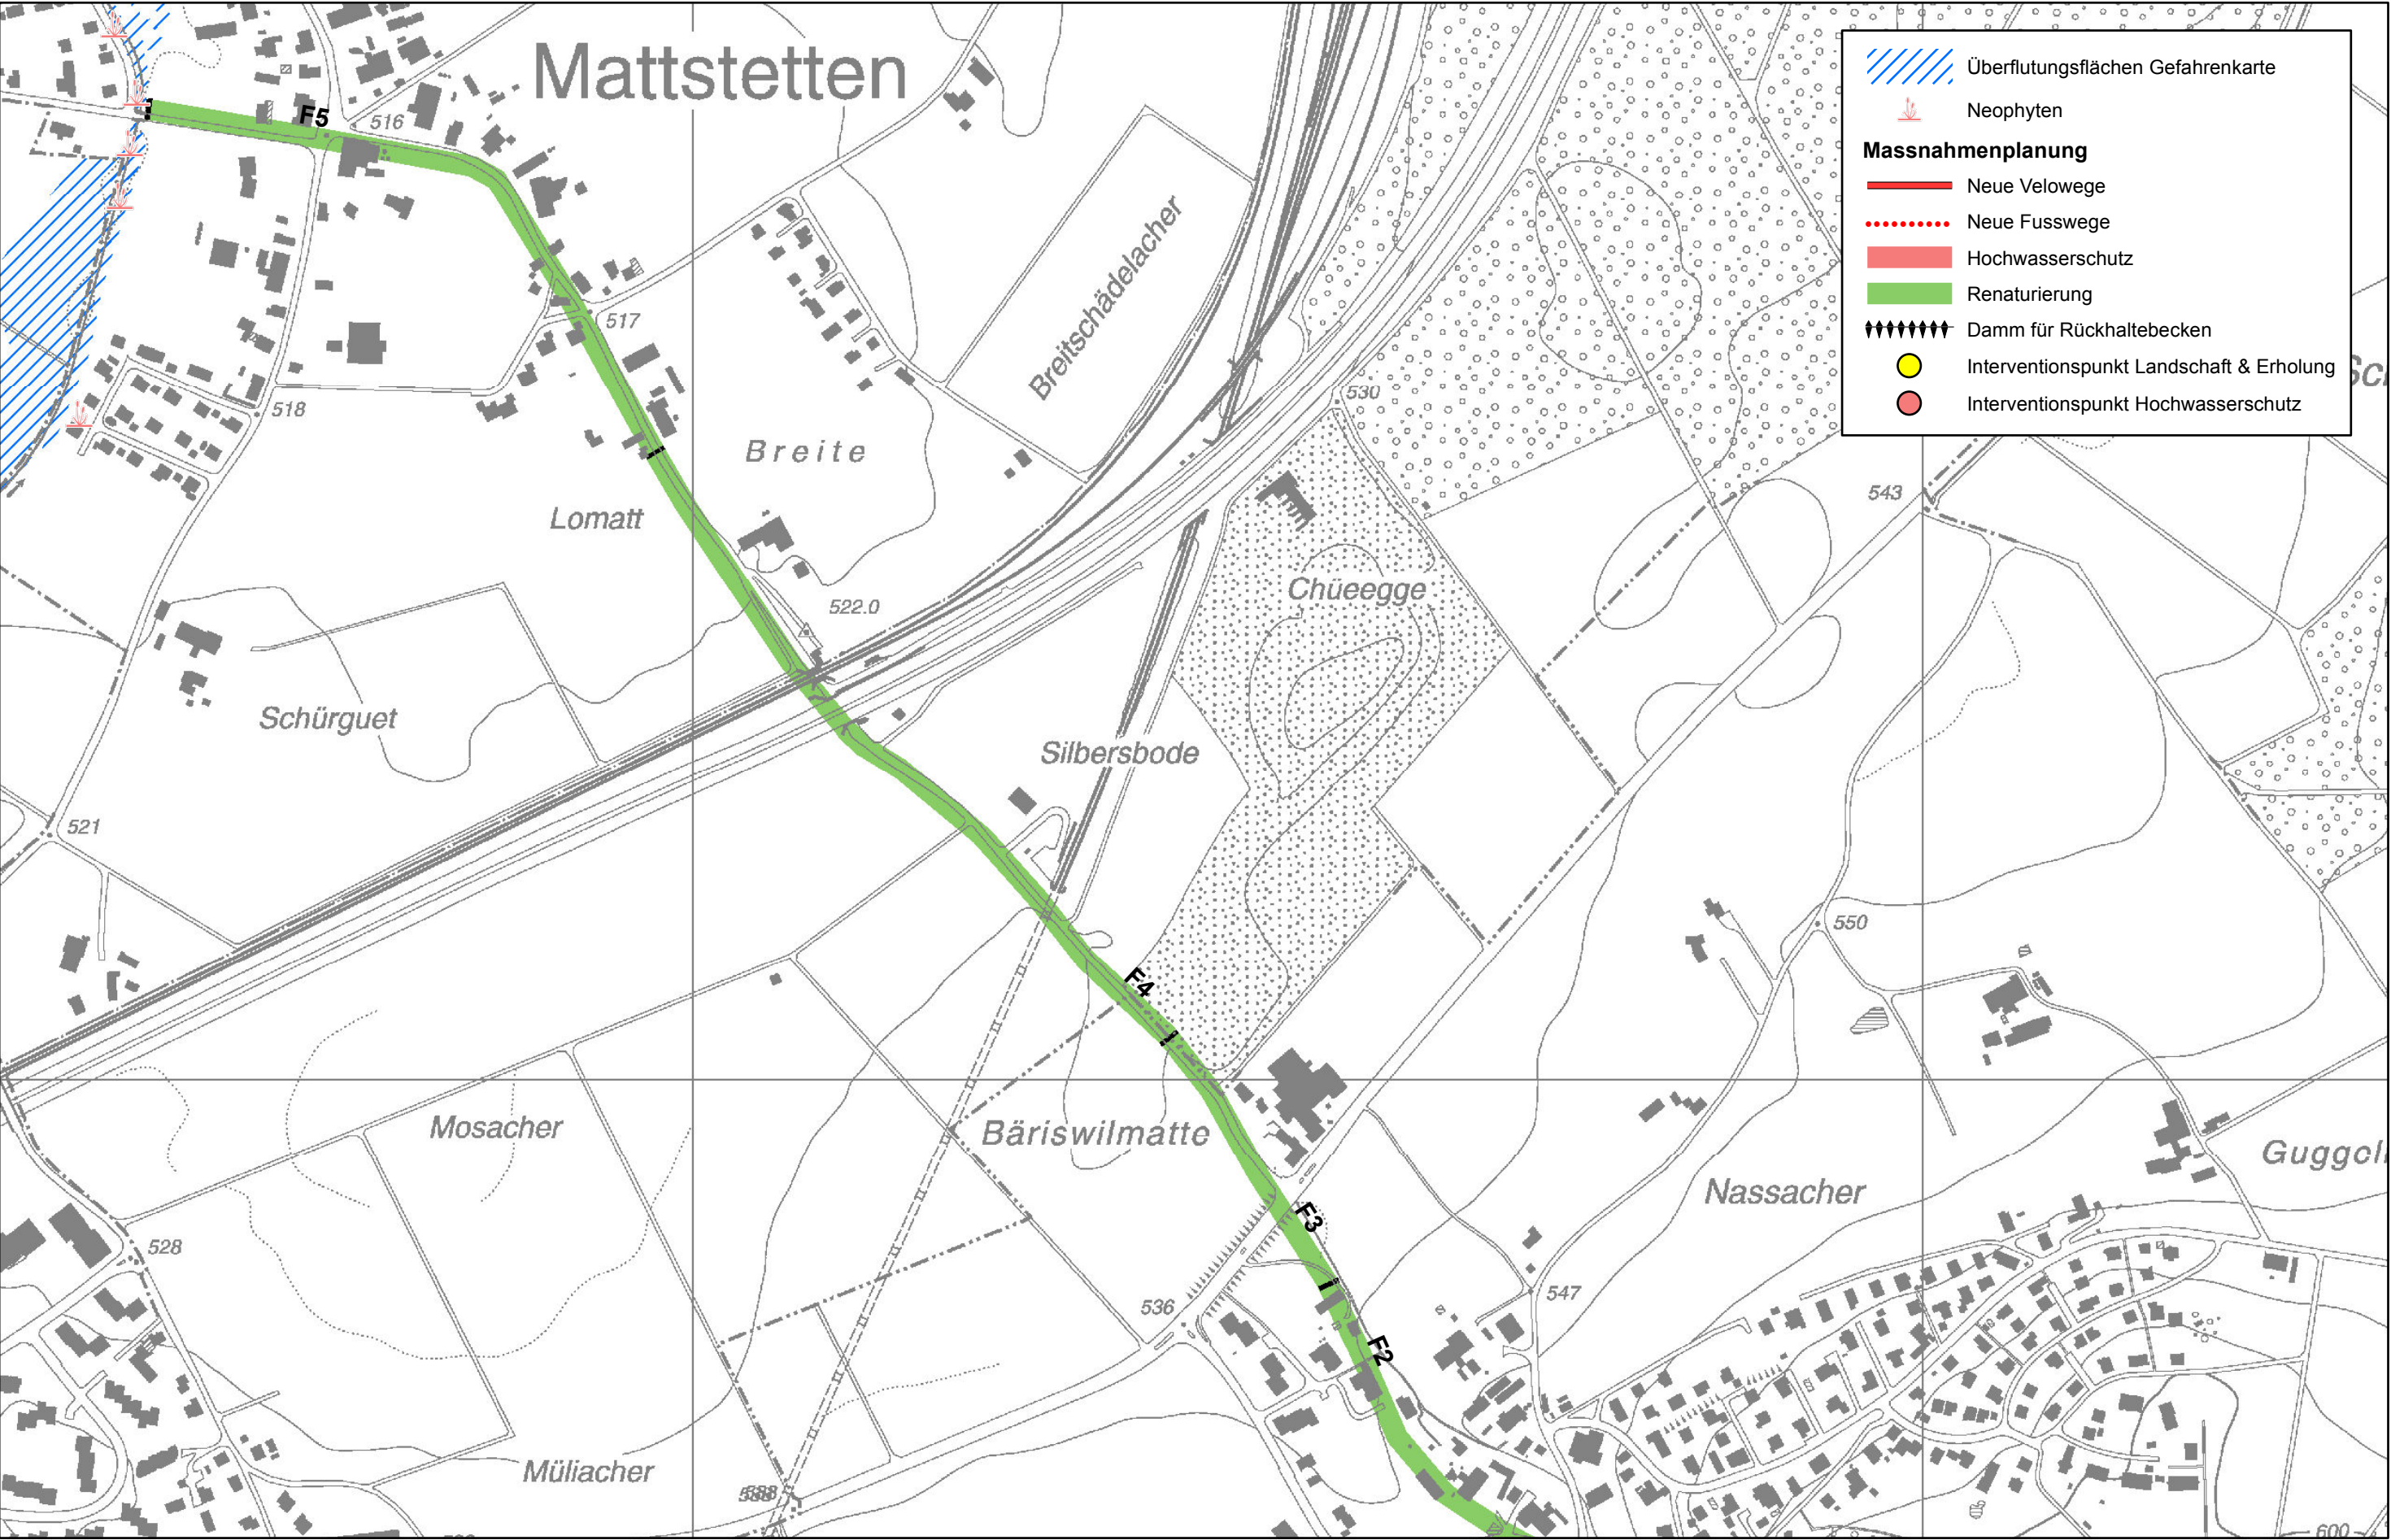 Mattstetten
Überflutungsflächen Gefahrenkarte
Neophyten
Massnahmenplanung
Neue Velowege
Neue Fusswege
Hochwasserschutz
Renaturierung
Damm für Rückhaltebecken
Interventionspunkt Landschaft & Erholung
Interventionspunkt Hochwasserschutz
F5
516
Breitschädelacher
517
530
518
Breite
543
Lomatt
Chüeegge
522.0
Schürguet
Silbersbode
521
550
F4
Mosacher
Bäriswilmatte
Nassacher
F3
528
536
547
F2
Müliacher
600